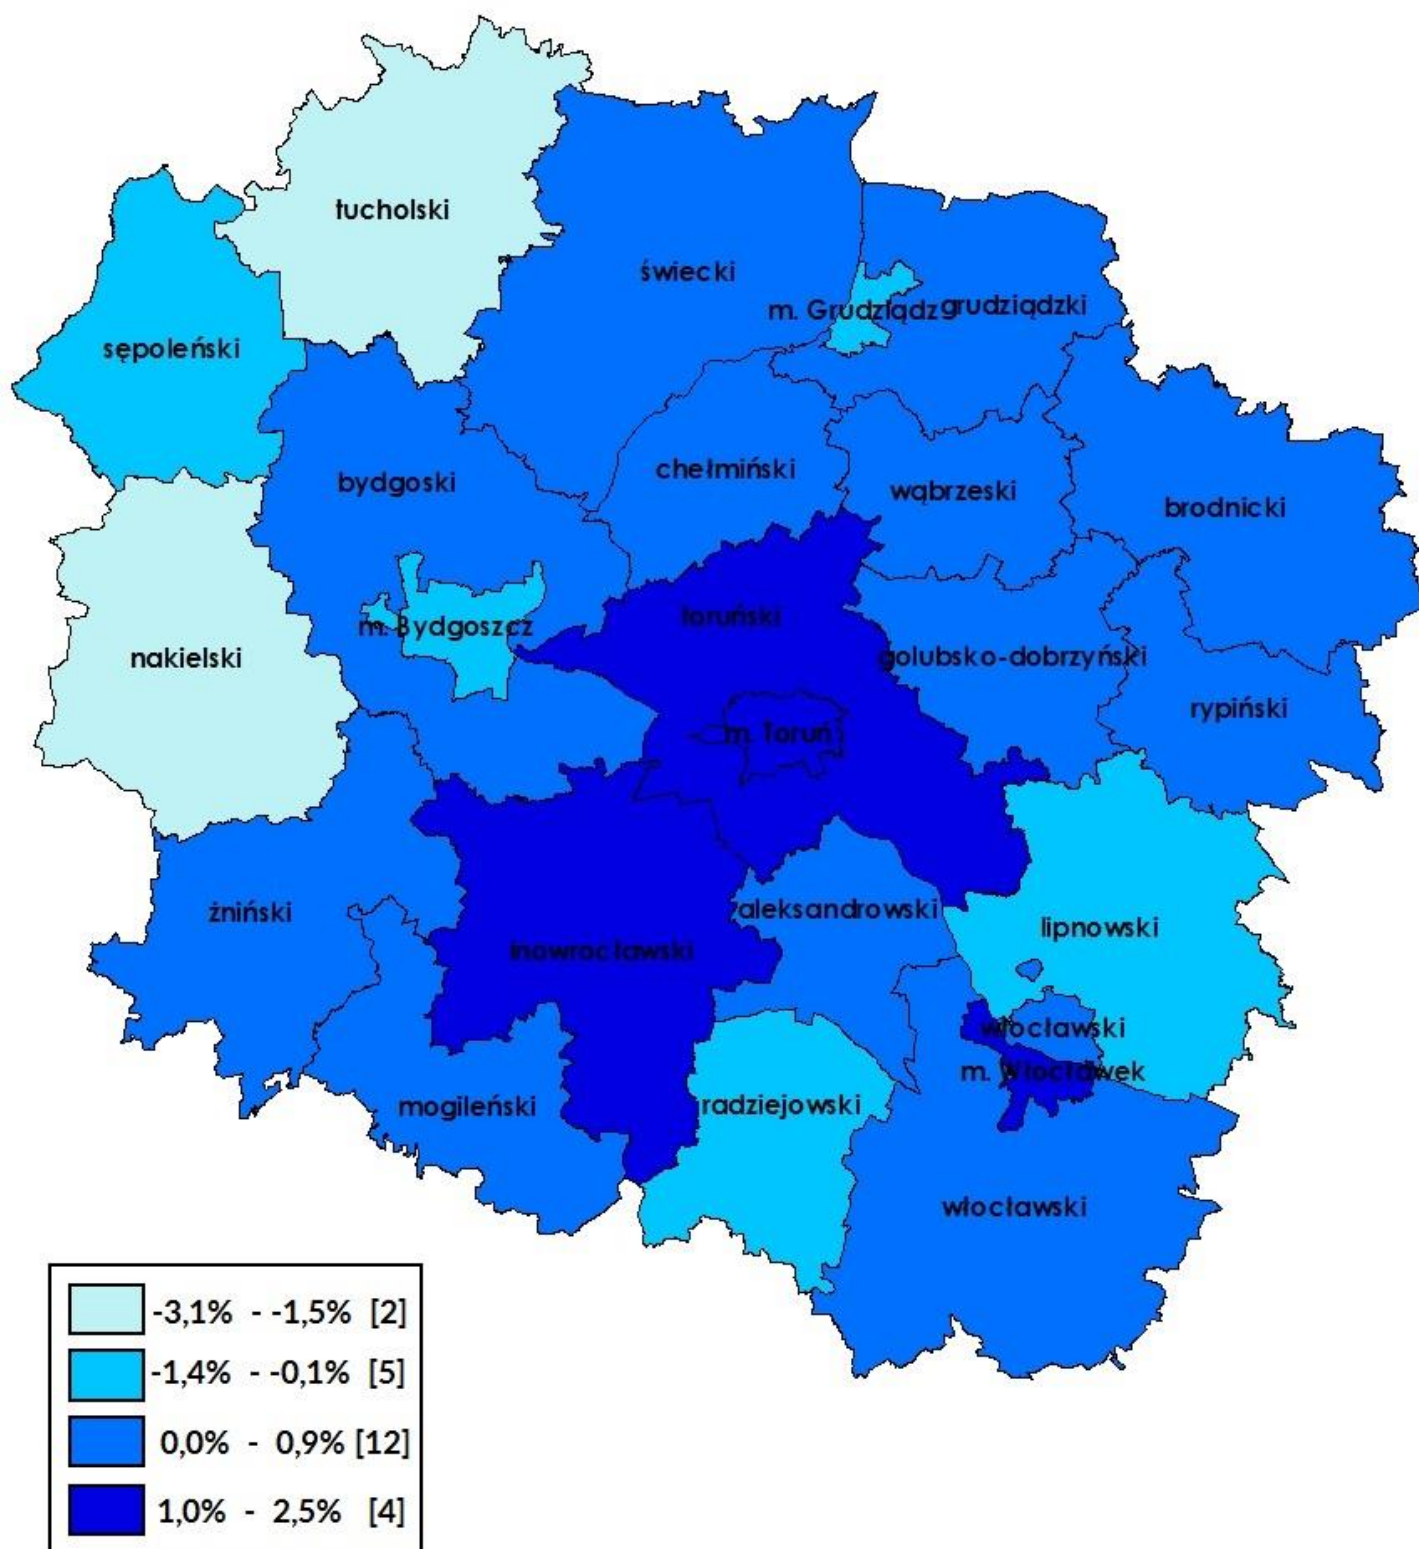 tucholski
świecki
m. Grudziądz
grudziądzki
sępoleński
bydgoski
chełmiński
wąbrzeski
brodnicki
m. Bydgoszcz
toruński
nakielski
golubsko-dobrzyński
rypiński
m. Toruń
żniński
aleksandrowski
lipnowski
inowrocławski
włocławski
m. Włocławek
mogileński
radziejowski
włocławski
-3,1% - -1,5% [2]
-1,4% - -0,1% [5]
0,0% - 0,9% [12]
1,0% - 2,5% [4]